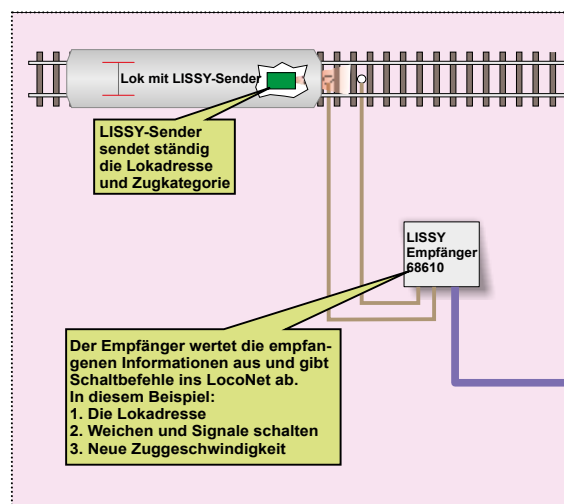 Lok mit LISSY-Sender
LISSY-Sender
sendet ständig
die Lokadresse
und Zugkategorie
LISSY
Empfänger
68610
Der Empfänger wertet die empfan-
genen Informationen aus und gibt
Schaltbefehle ins LocoNet ab.
In diesem Beispiel:
1. Die Lokadresse
2. Weichen und Signale schalten
3. Neue Zuggeschwindigkeit